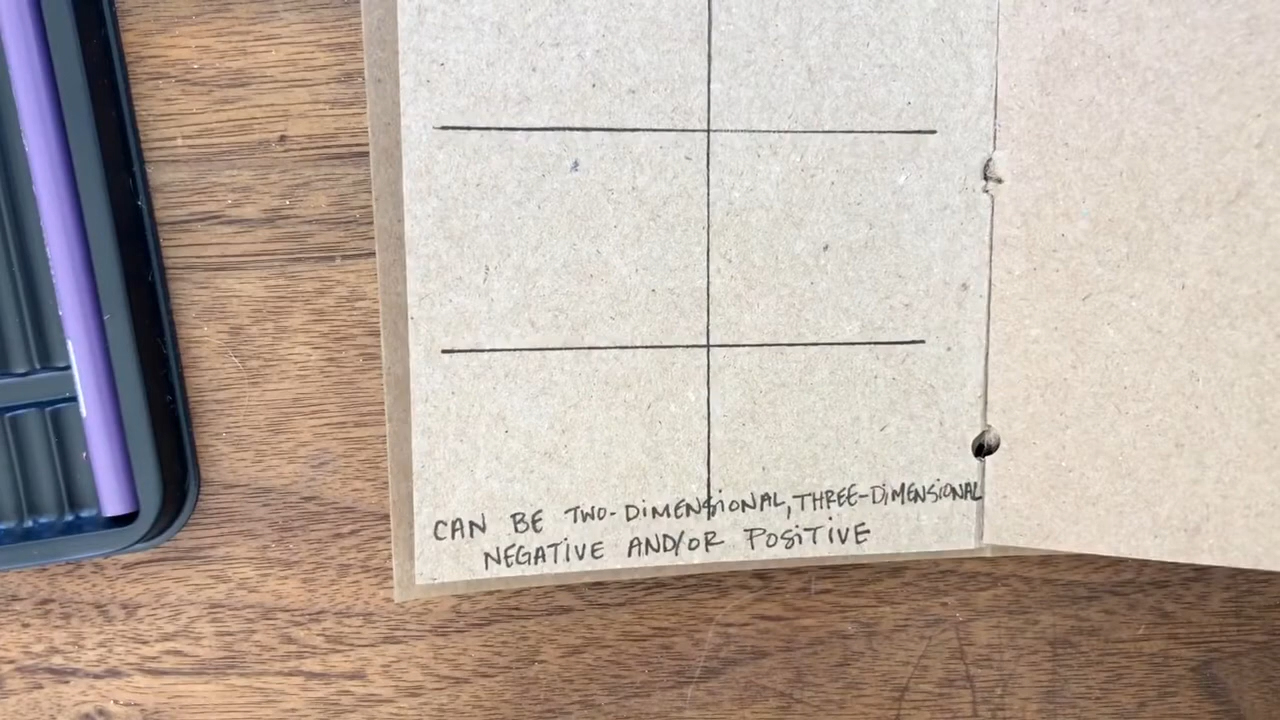 CAN BE TWO-DiMENSiONAL, THREE-DiMENSiONAL
NEGATiVE AND/OR POSiTiVE